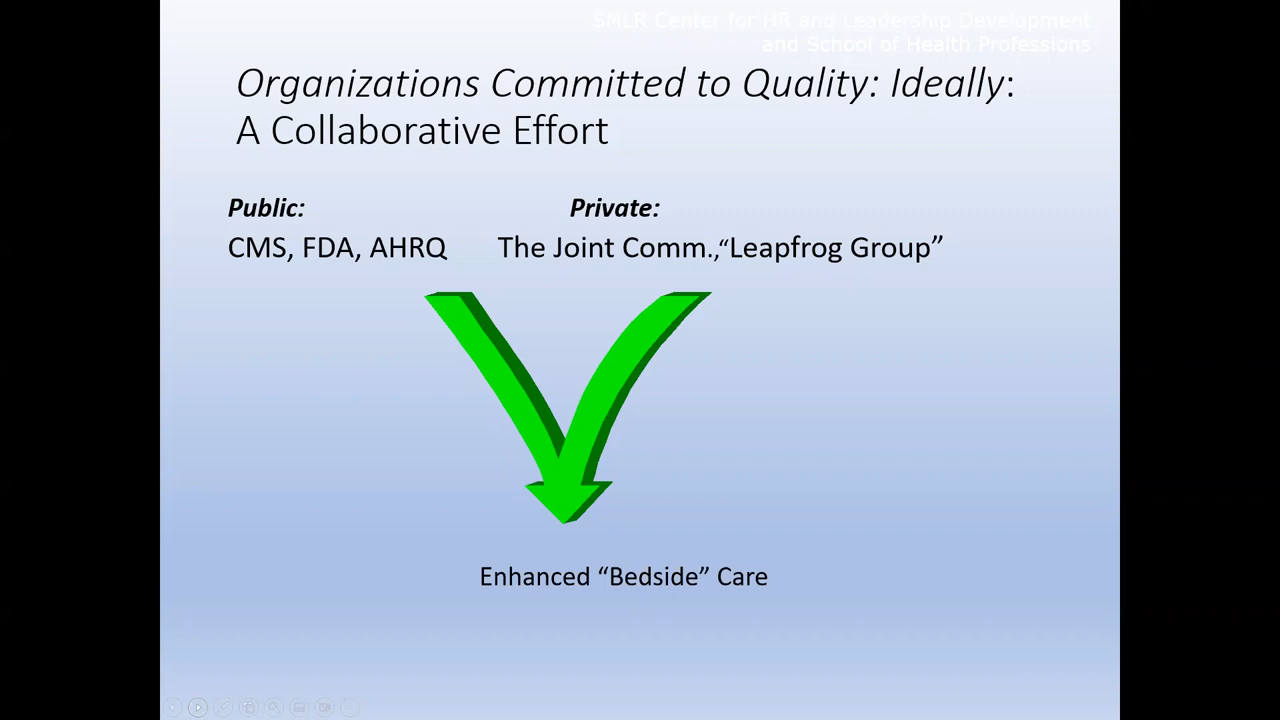 SMLR Center for HR and Leadership Development
and School of Health Professions
Organizations Committed to Quality: Ideally:
A Collaborative Effort
Public: Private:
CMS, FDA, AHRQ The Joint Comm.,“Leapfrog Group”
Enhanced “Bedside” Care